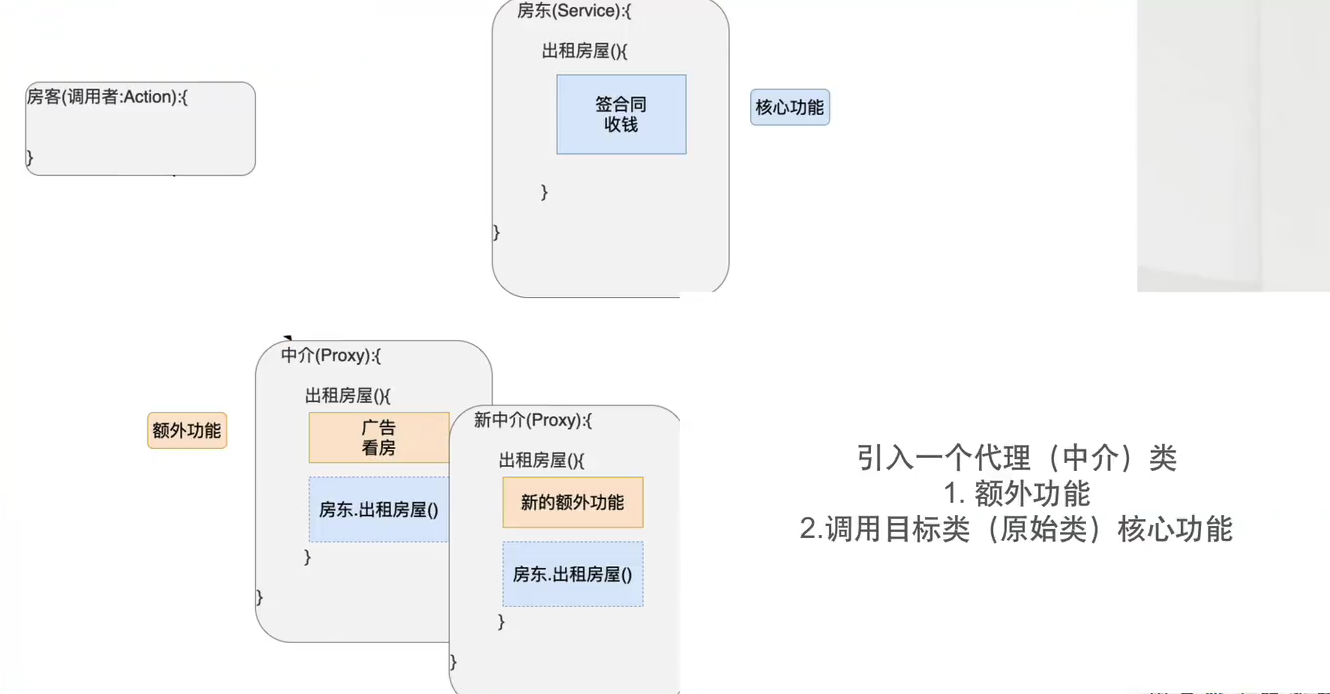 房东(Service):{
出租房屋(){
签合同
收钱
}
}
核心功能
房客(调用者:Action):{
}
中介(Proxy):{
出租房屋(){
广告
看房
房东.出租房屋()
}
}
额外功能
新中介(Proxy):{
出租房屋(){
新的额外功能
房东.出租房屋()
}
}
引入一个代理（中介）类
1. 额外功能
2.调用目标类（原始类）核心功能